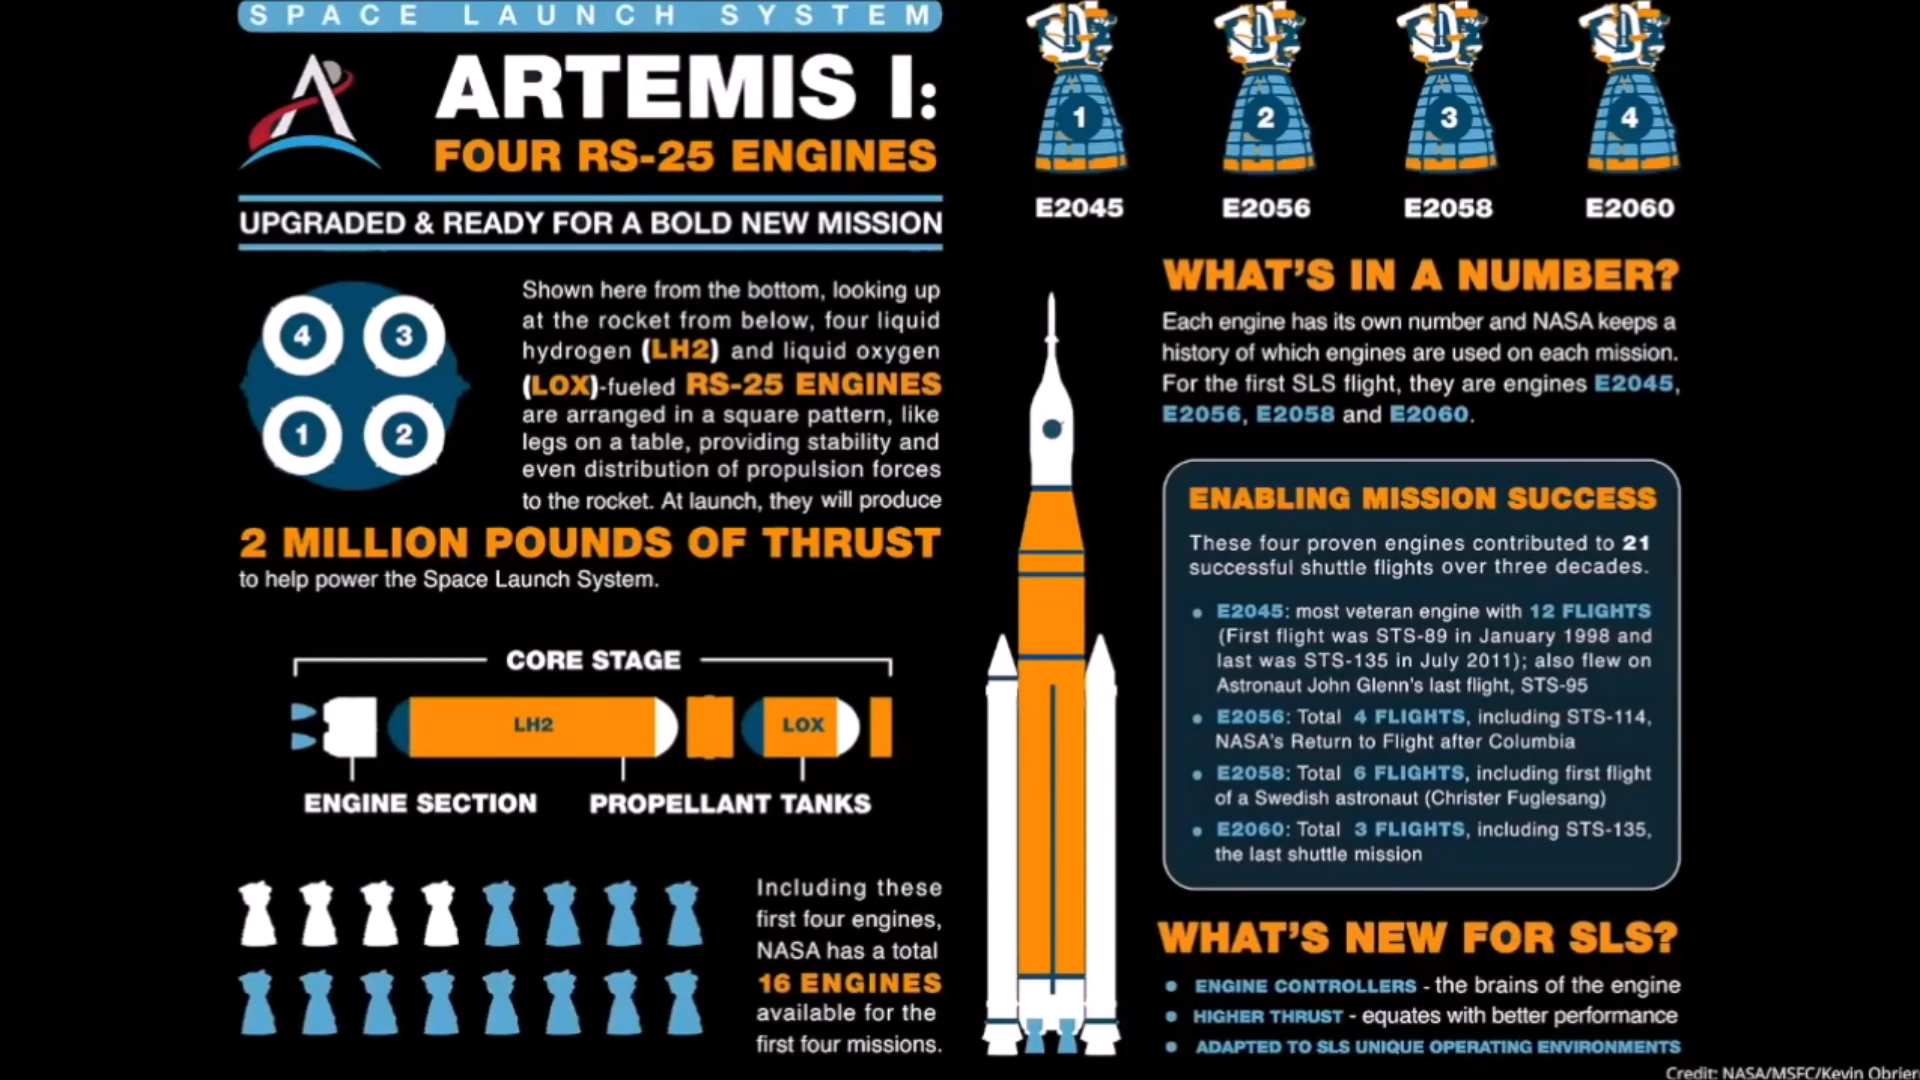 SPACE LAUNCH SYSTEM
ARTEMIS I:
FOUR RS-25 ENGINES
UPGRADED & READY FOR A BOLD NEW MISSION
4 3
1 2
Shown here from the bottom, looking up
at the rocket from below, four liquid
hydrogen (LH2) and liquid oxygen
(LOX)-fueled RS-25 ENGINES
are arranged in a square pattern, like
legs on a table, providing stability and
even distribution of propulsion forces
to the rocket. At launch, they will produce
2 MILLION POUNDS OF THRUST
to help power the Space Launch System.
CORE STAGE
LH2 LOX
ENGINE SECTION PROPELLANT TANKS
Including these
first four engines,
NASA has a total
16 ENGINES
available for the
first four missions.
1 2 3 4
E2045 E2056 E2058 E2060
WHAT'S IN A NUMBER?
Each engine has its own number and NASA keeps a
history of which engines are used on each mission.
For the first SLS flight, they are engines E2045,
E2056, E2058 and E2060.
ENABLING MISSION SUCCESS
These four proven engines contributed to 21
successful shuttle flights over three decades.
• E2045: most veteran engine with 12 FLIGHTS
(First flight was STS-89 in January 1998 and
last was STS-135 in July 2011); also flew on
Astronaut John Glenn's last flight, STS-95
• E2056: Total 4 FLIGHTS, including STS-114,
NASA's Return to Flight after Columbia
• E2058: Total 6 FLIGHTS, including first flight
of a Swedish astronaut (Christer Fuglesang)
• E2060: Total 3 FLIGHTS, including STS-135,
the last shuttle mission
WHAT'S NEW FOR SLS?
• ENGINE CONTROLLERS - the brains of the engine
• HIGHER THRUST - equates with better performance
• ADAPTED TO SLS UNIQUE OPERATING ENVIRONMENTS
Credit: NASA/MSFC/Kevin Obrien